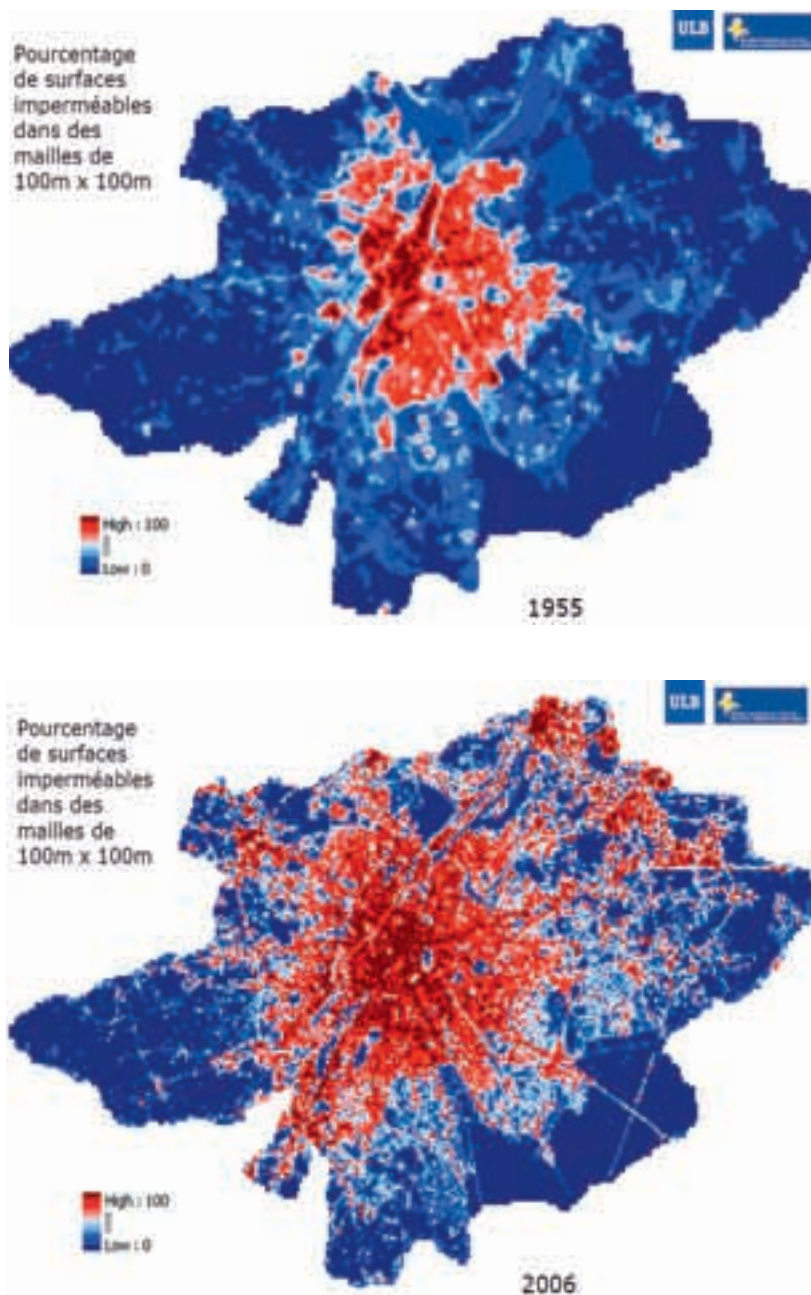 ULB
Pourcentage
de surfaces
imperméables
dans des
mailles de
100m x 100m
High : 100
Low : 0
1955
ULB
Pourcentage
de surfaces
imperméables
dans des
mailles de
100m x 100m
High : 100
Low : 0
2006